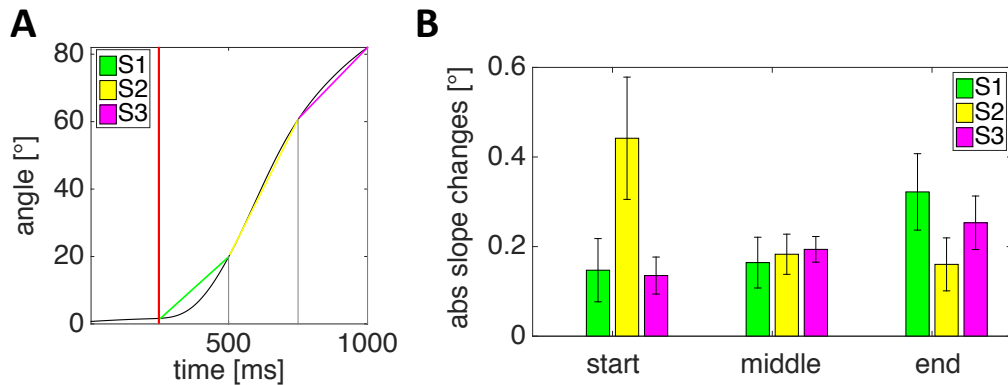 A
80
60
40
20
0
angle [°]
S1
S2
S3
500
1000
time [ms]
B
0.6
0.4
0.2
0
abs slope changes [°]
S1
S2
S3
start
middle
end